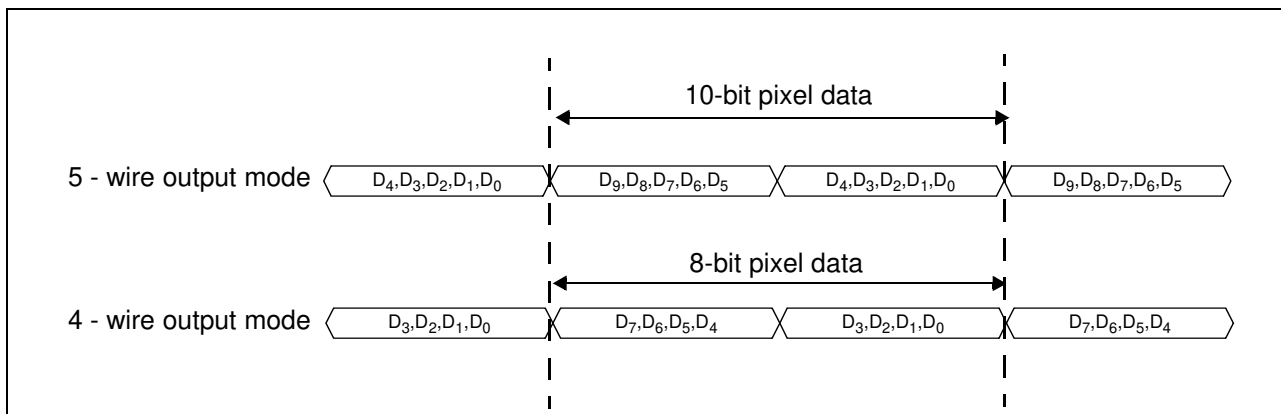 10-bit pixel data
5 - wire output mode D4,D3,D2,D1,D0 D9,D8,D7,D6,D5 D4,D3,D2,D1,D0 D9,D8,D7,D6,D5
8-bit pixel data
4 - wire output mode D3,D2,D1,D0 D7,D6,D5,D4 D3,D2,D1,D0 D7,D6,D5,D4